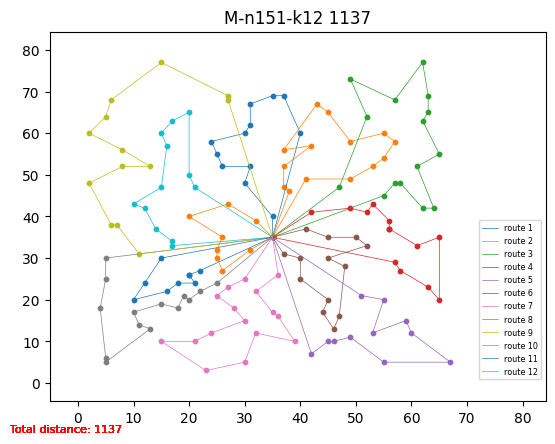 M-n151-k12 1137
80
70
60
50
40
30
20
10
0
0 10 20 30 40 50 60 70 80
route 1
route 2
route 3
route 4
route 5
route 6
route 7
route 8
route 9
route 10
route 11
route 12
Total distance: 1137